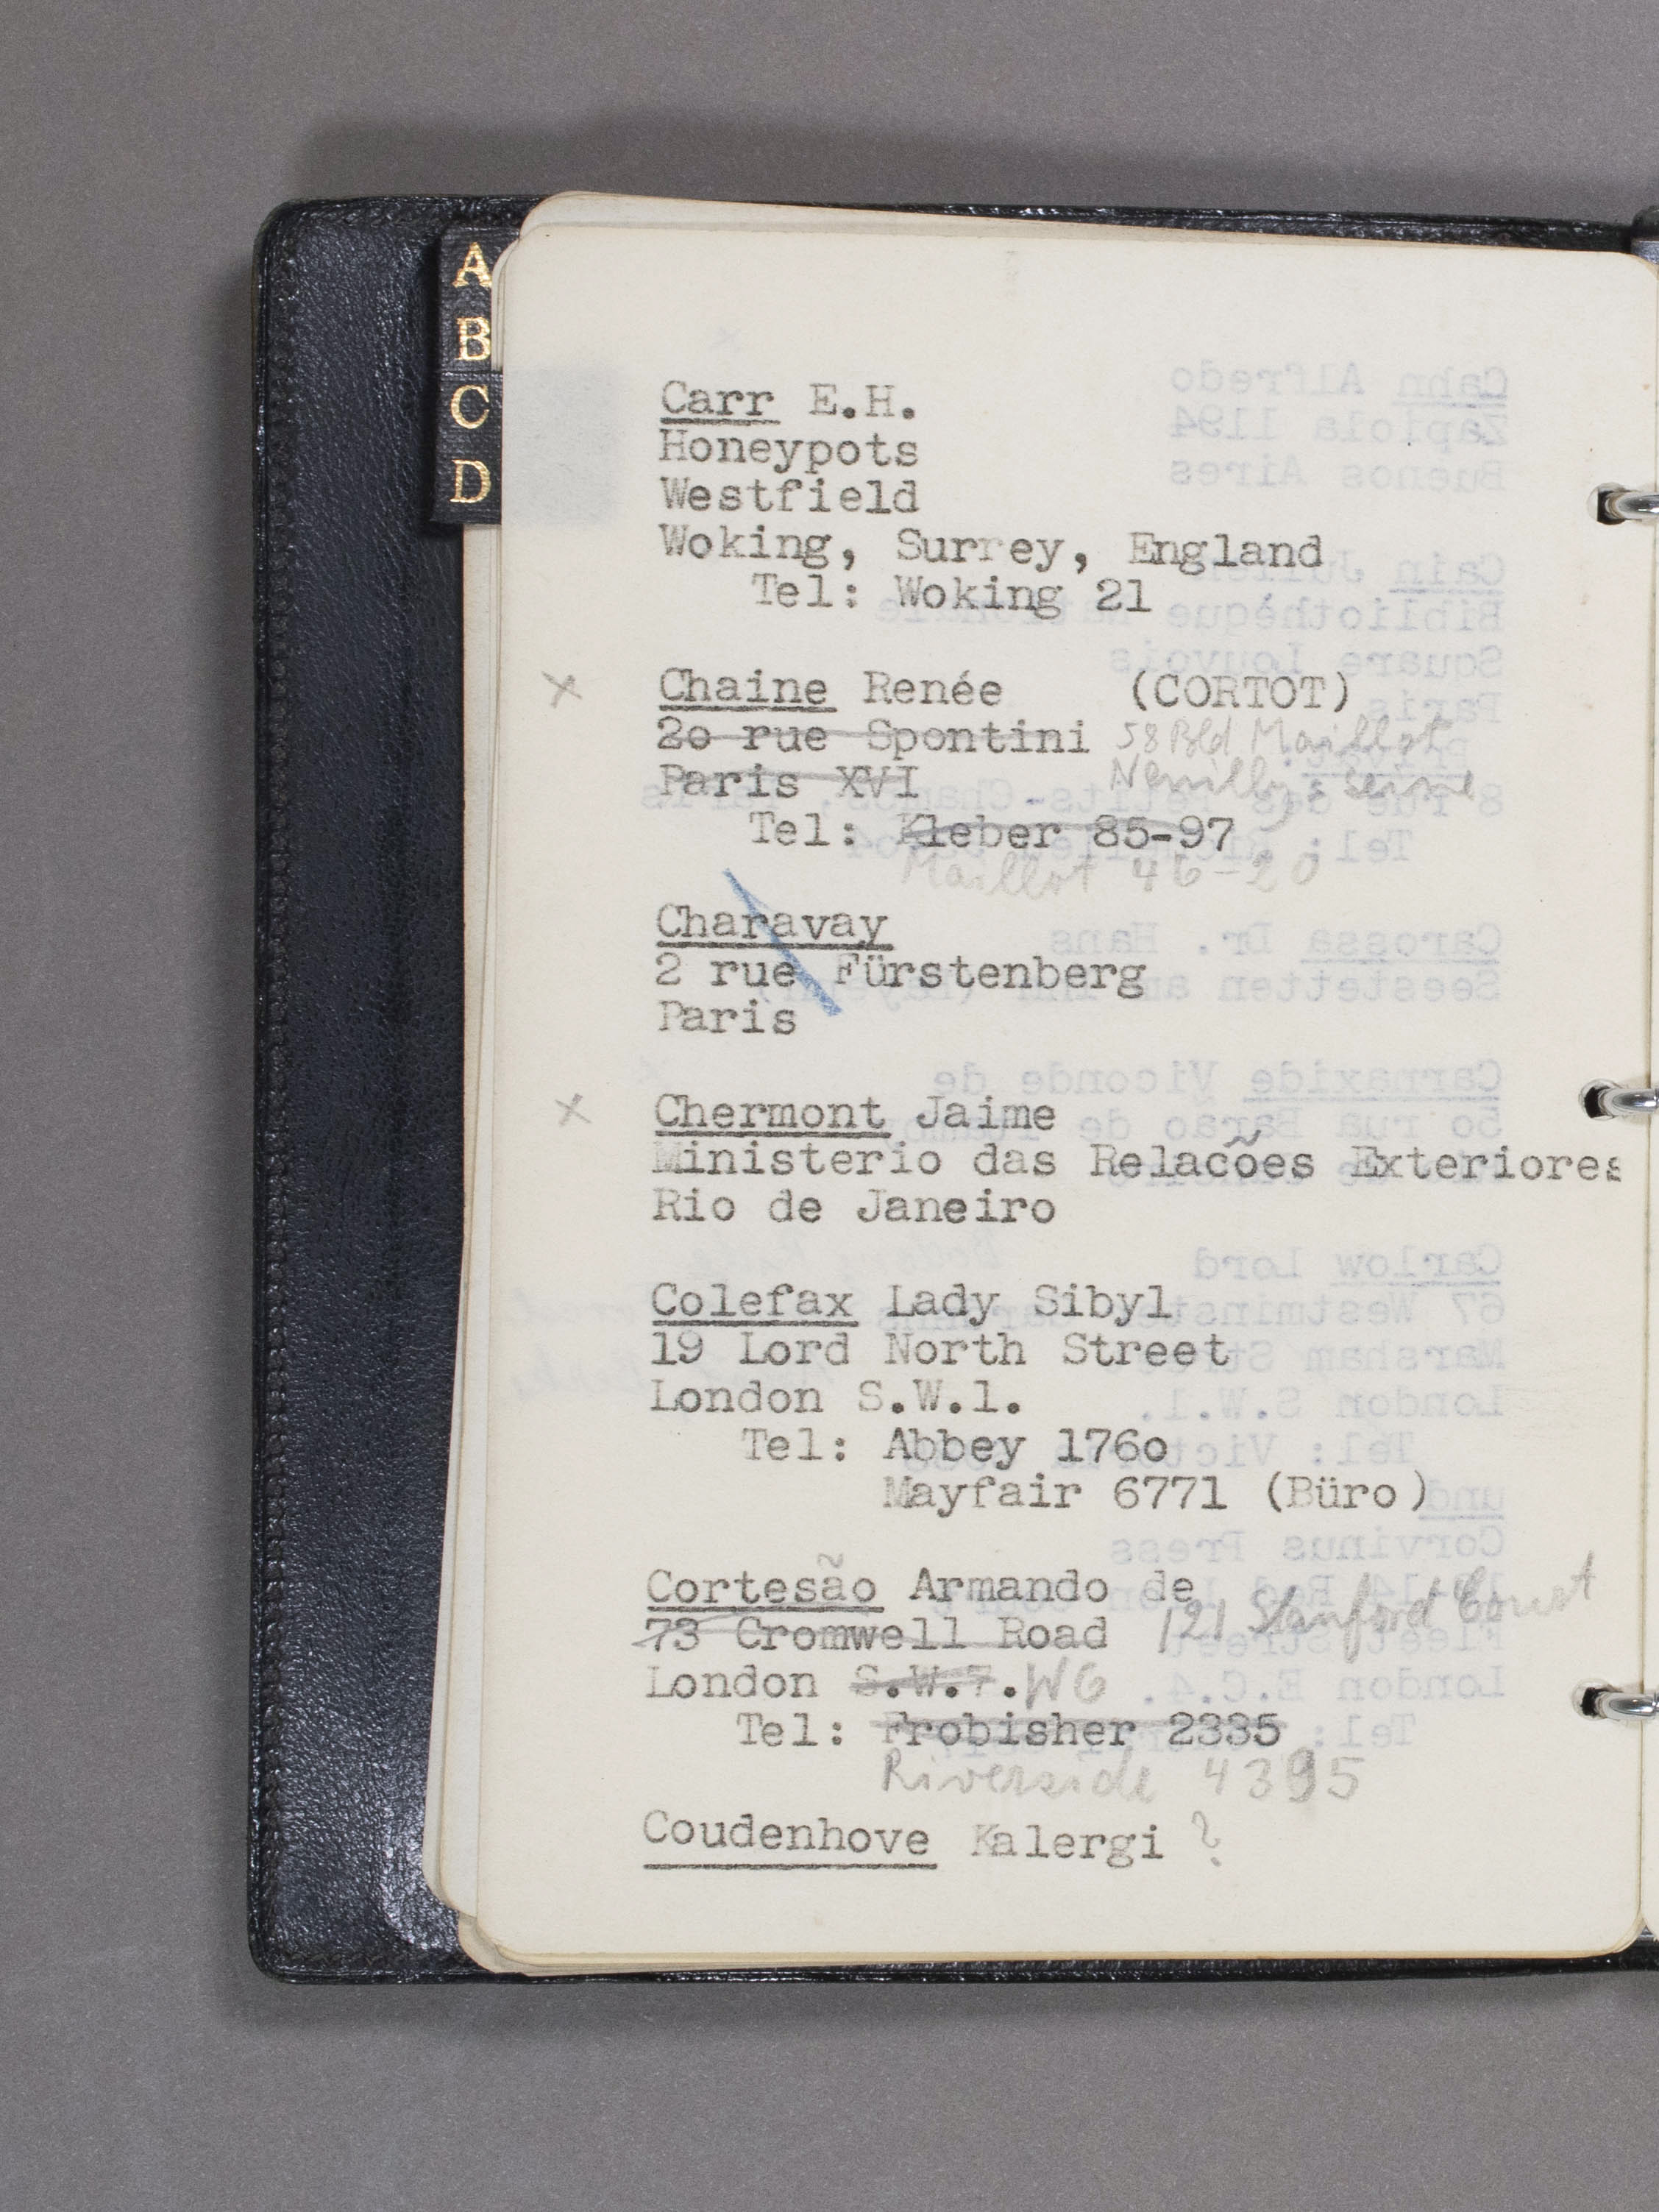 A
B
C
D
Carr E.H.
Honeypots
Westfield
Woking, Surrey, England
Tel: Woking 21
x Chaine Renée (CORTOT)
2o rue Spontini 58 Bld Maillot
Paris XVI Neuilly s Seine
Tel: Kleber 85-97
Maillot 46-20
Charavay
2 rue Fürstenberg
Paris
x Chermont Jaime
Ministerio das Relacões Exteriores
Rio de Janeiro
Colefax Lady Sibyl
19 Lord North Street
London S.W.1.
Tel: Abbey 176o
Mayfair 6771 (Büro)
Cortesão Armando de
73 Cromwell Road 121 Stanford Court
London S.W.7. W6
Tel: Frobisher 2335
Riverside 4395
Coudenhove Kalergi ?